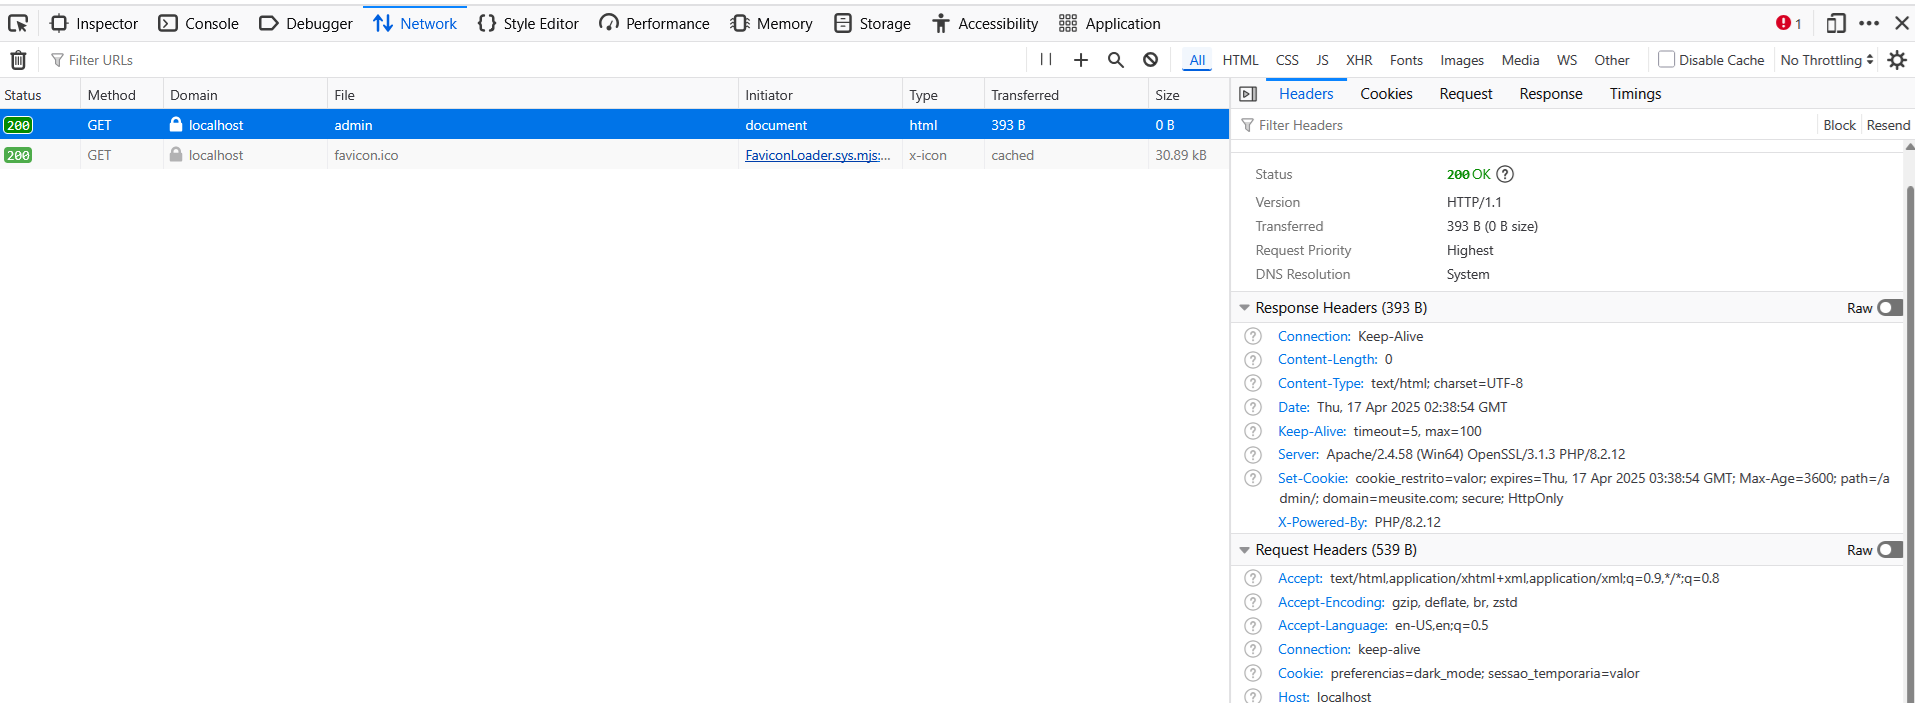 Inspector Console Debugger Network Style Editor Performance Memory Storage Accessibility Application 1
Filter URLs All HTML CSS JS XHR Fonts Images Media WS Other Disable Cache No Throttling
Status Method Domain File Initiator Type Transferred Size
200 GET localhost admin document html 393 B 0 B
200 GET localhost favicon.ico FaviconLoader.sys.mjs:... x-icon cached 30.89 kB
Headers Cookies Request Response Timings
Filter Headers Block Resend
Status 200 OK
Version HTTP/1.1
Transferred 393 B (0 B size)
Request Priority Highest
DNS Resolution System
Response Headers (393 B) Raw
Connection: Keep-Alive
Content-Length: 0
Content-Type: text/html; charset=UTF-8
Date: Thu, 17 Apr 2025 02:38:54 GMT
Keep-Alive: timeout=5, max=100
Server: Apache/2.4.58 (Win64) OpenSSL/3.1.3 PHP/8.2.12
Set-Cookie: cookie_restrito=valor; expires=Thu, 17 Apr 2025 03:38:54 GMT; Max-Age=3600; path=/a
dmin/; domain=meusite.com; secure; HttpOnly
X-Powered-By: PHP/8.2.12
Request Headers (539 B) Raw
Accept: text/html,application/xhtml+xml,application/xml;q=0.9,*/*;q=0.8
Accept-Encoding: gzip, deflate, br, zstd
Accept-Language: en-US,en;q=0.5
Connection: keep-alive
Cookie: preferencias=dark_mode; sessao_temporaria=valor
Host: localhost